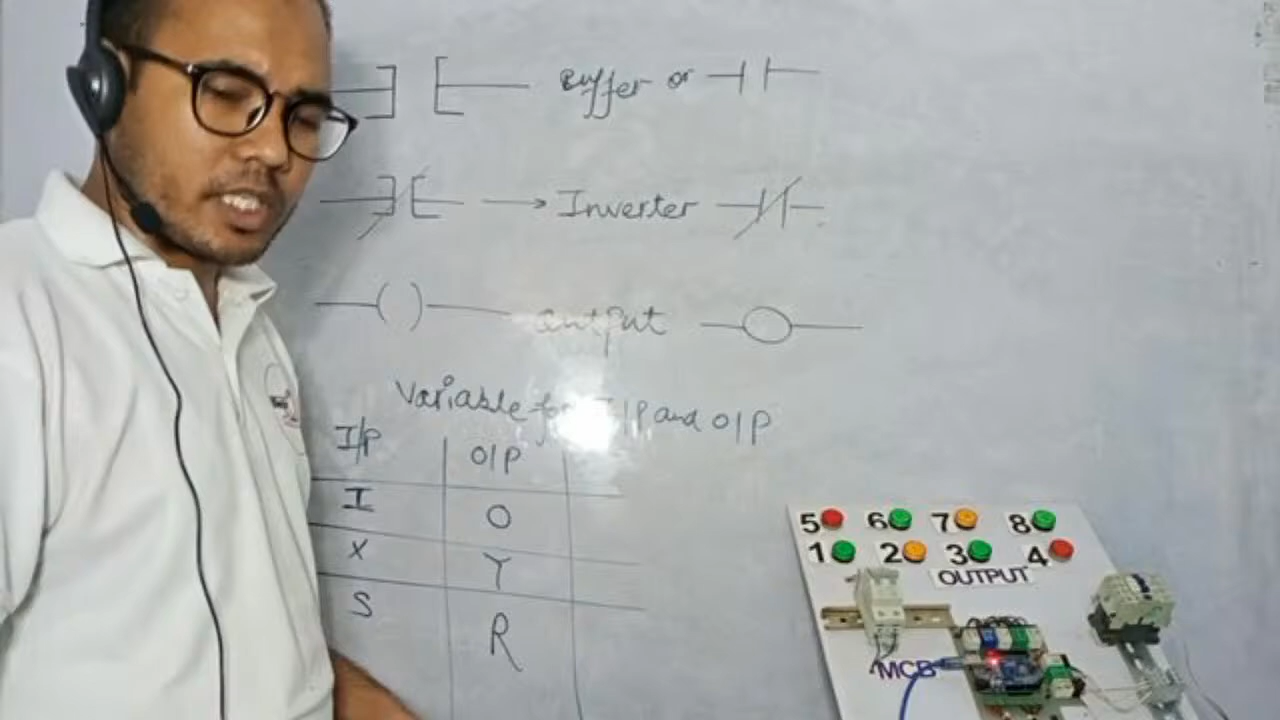 Buffer or
Inverter
output
Variable for I/P and O/P
I/P O/P
I O
X Y
S R
5 6 7 8
1 2 3 4
OUTPUT
MCB